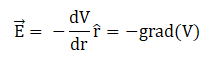 E⃗ = − dV/dr r̂ = −grad(V)